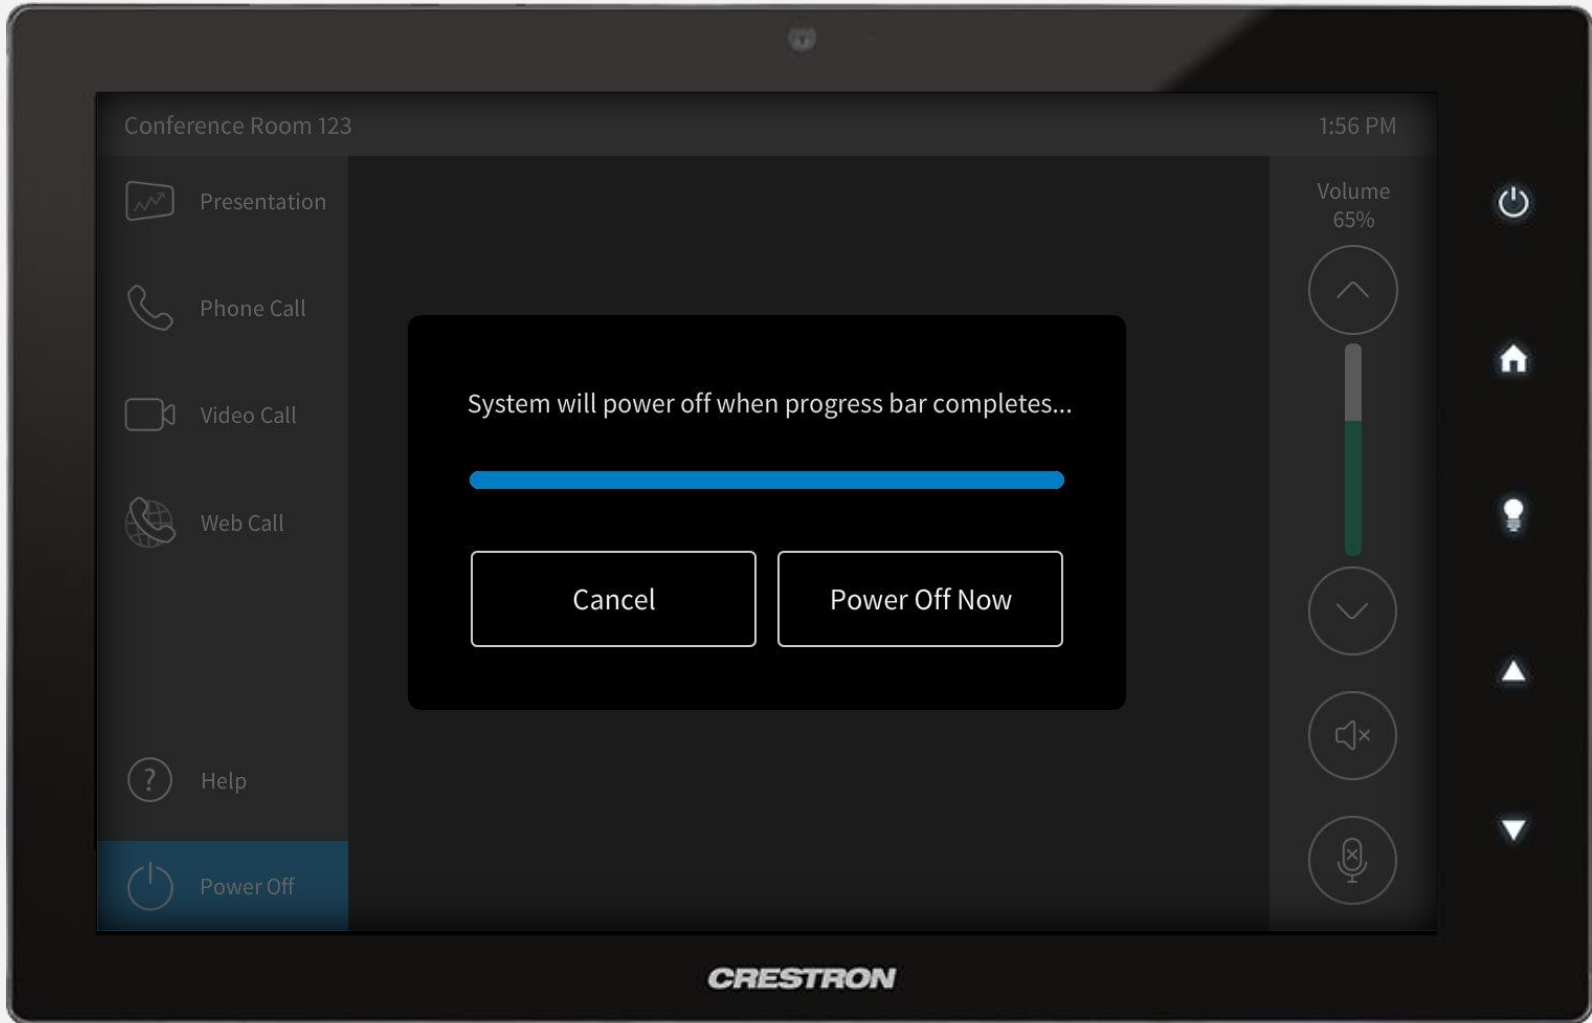 Conference Room 123
1:56 PM
Presentation
Phone Call
Video Call
Web Call
Help
Power Off
System will power off when progress bar completes...
Cancel
Power Off Now
Volume
65%
CRESTRON